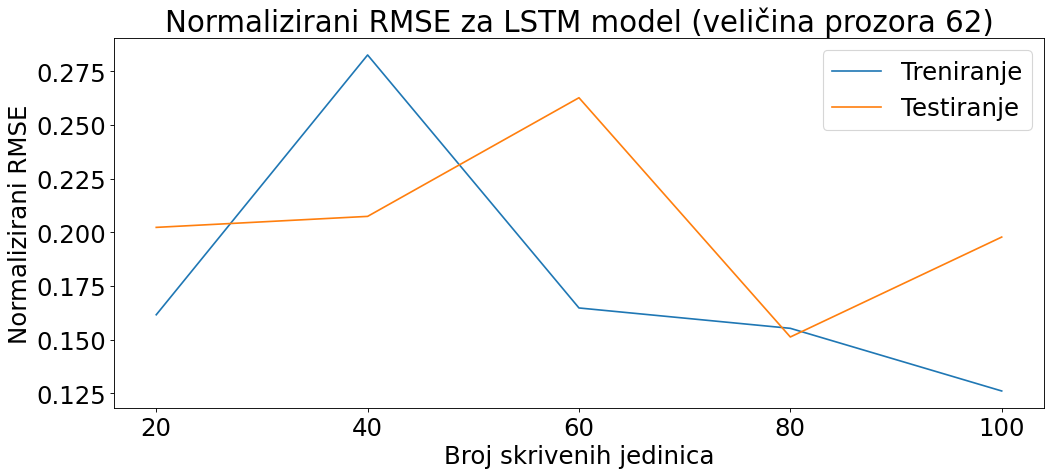 Normalizirani RMSE za LSTM model (veličina prozora 62)
Treniranje
Testiranje
Normalizirani RMSE
0.275
0.250
0.225
0.200
0.175
0.150
0.125
20 40 60 80 100
Broj skrivenih jedinica